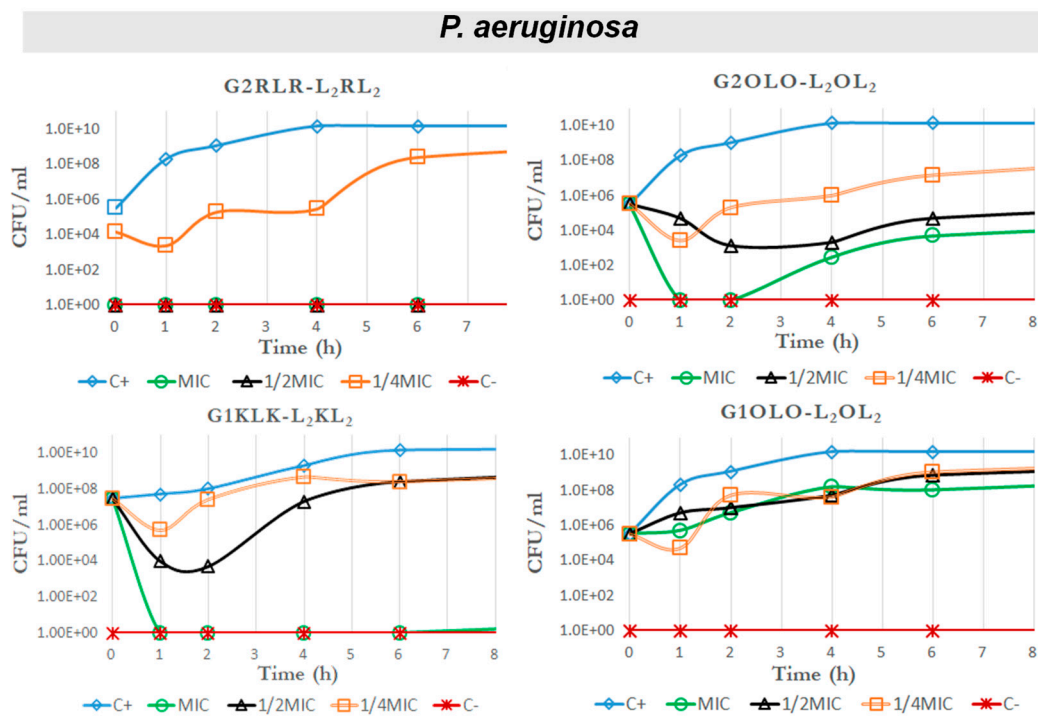 P. aeruginosa
G2RLR-L₂RL₂
CFU/ml
1.0E+10
1.0E+08
1.0E+06
1.0E+04
1.0E+02
1.0E+00
0 1 2 3 4 5 6 7
Time (h)
C+ MIC 1/2MIC 1/4MIC C-
G2OLO-L₂OL₂
CFU/ml
1.0E+10
1.0E+08
1.0E+06
1.0E+04
1.0E+02
1.0E+00
0 1 2 3 4 5 6 7 8
Time (h)
C+ MIC 1/2MIC 1/4MIC C-
G1KLK-L₂KL₂
CFU/ml
1.00E+10
1.00E+08
1.00E+06
1.00E+04
1.00E+02
1.00E+00
0 1 2 3 4 5 6 7 8
Time (h)
C+ MIC 1/2MIC 1/4MIC C-
G1OLO-L₂OL₂
CFU/ml
1.0E+10
1.0E+08
1.0E+06
1.0E+04
1.0E+02
1.0E+00
0 1 2 3 4 5 6 7 8
Time (h)
C+ MIC 1/2MIC 1/4MIC C-